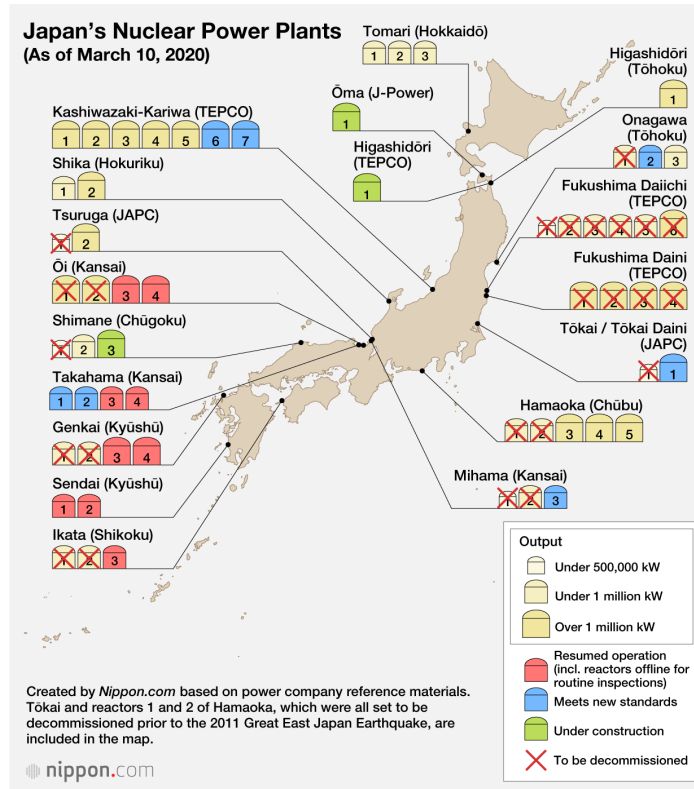 Japan's Nuclear Power Plants
(As of March 10, 2020)
Tomari (Hokkaidō)
1 2 3
Ōma (J-Power)
1
Higashidōri
(TEPCO)
1
Higashidōri
(Tōhoku)
1
Onagawa
(Tōhoku)
1 2 3
Fukushima Daiichi
(TEPCO)
1 2 3 4 5 6
Fukushima Daini
(TEPCO)
1 2 3 4
Tōkai / Tōkai Daini
(JAPC)
1 1
Hamaoka (Chūbu)
1 2 3 4 5
Mihama (Kansai)
1 2 3
Kashiwazaki-Kariwa (TEPCO)
1 2 3 4 5 6 7
Shika (Hokuriku)
1 2
Tsuruga (JAPC)
1 2
Ōi (Kansai)
1 2 3 4
Shimane (Chūgoku)
1 2 3
Takahama (Kansai)
1 2 3 4
Genkai (Kyūshū)
1 2 3 4
Sendai (Kyūshū)
1 2
Ikata (Shikoku)
1 2 3
Output
Under 500,000 kW
Under 1 million kW
Over 1 million kW
Resumed operation
(incl. reactors offline for
routine inspections)
Meets new standards
Under construction
To be decommissioned
Created by Nippon.com based on power company reference materials.
Tōkai and reactors 1 and 2 of Hamaoka, which were all set to be
decommissioned prior to the 2011 Great East Japan Earthquake, are
included in the map.
nippon.com